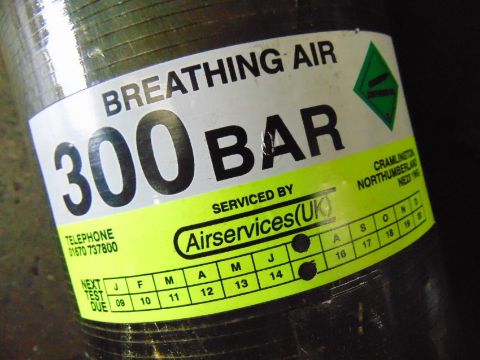 BREATHING AIR
300 BAR
SERVICED BY
Airservices(UK)
TELEPHONE
01670 737800
CRAMLINGTON
NORTHUMBERLAND
NEXT TEST DUE
J F M A M J A S O N D
09 10 11 12 13 14 16 17 18 19 20